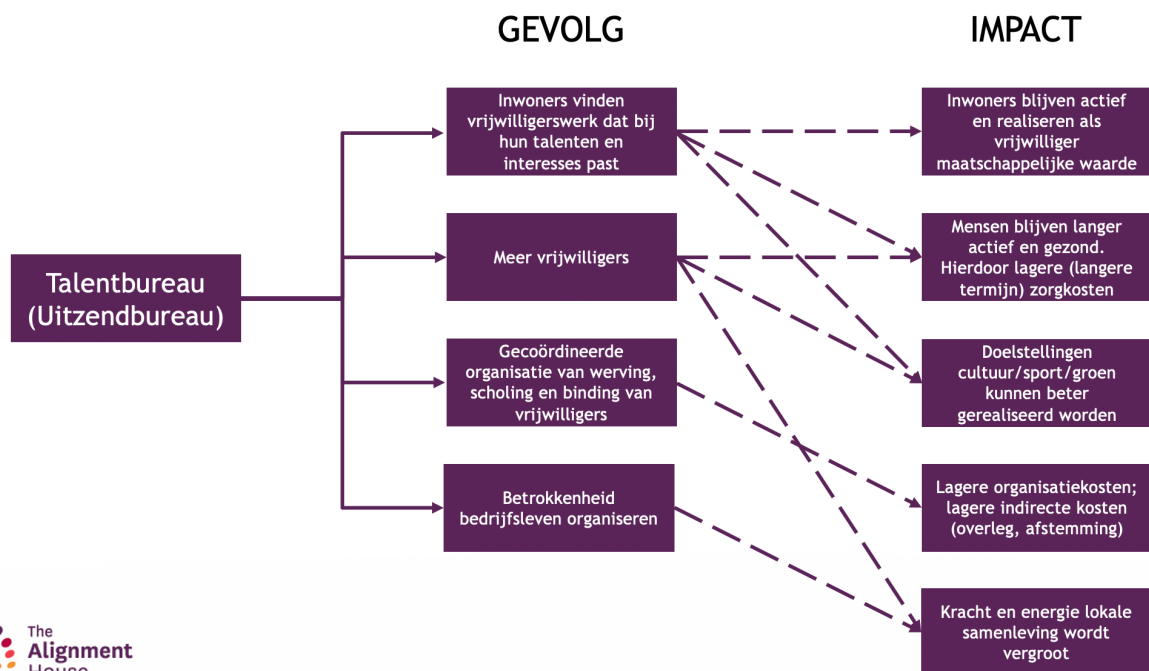 GEVOLG
IMPACT
Talentbureau
(Uitzendbureau)
Inwoners vinden
vrijwilligerswerk dat bij
hun talenten en
interesses past
Meer vrijwilligers
Gecoördineerde
organisatie van werving,
scholing en binding van
vrijwilligers
Betrokkenheid
bedrijfsleven organiseren
Inwoners blijven actief
en realiseren als
vrijwilliger
maatschappelijke waarde
Mensen blijven langer
actief en gezond.
Hierdoor lagere (langere
termijn) zorgkosten
Doelstellingen
cultuur/sport/groen
kunnen beter
gerealiseerd worden
Lagere organisatiekosten;
lagere indirecte kosten
(overleg, afstemming)
Kracht en energie lokale
samenleving wordt
vergroot
The
Alignment
House